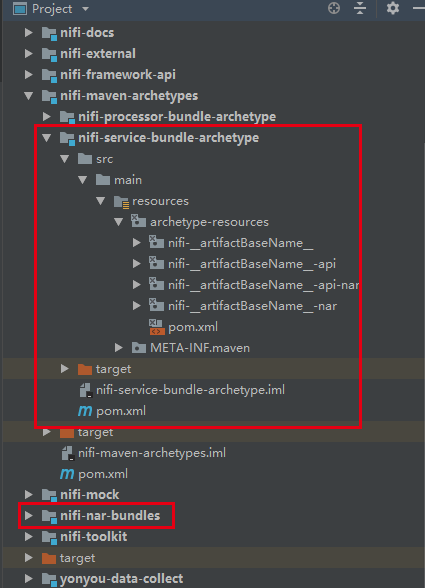 Project
nifi-docs
nifi-external
nifi-framework-api
nifi-maven-archetypes
nifi-processor-bundle-archetype
nifi-service-bundle-archetype
src
main
resources
archetype-resources
nifi-__artifactBaseName__
nifi-__artifactBaseName__-api
nifi-__artifactBaseName__-api-nar
nifi-__artifactBaseName__-nar
pom.xml
META-INF.maven
target
nifi-service-bundle-archetype.iml
pom.xml
target
nifi-maven-archetypes.iml
pom.xml
nifi-mock
nifi-nar-bundles
nifi-toolkit
target
yonyou-data-collect